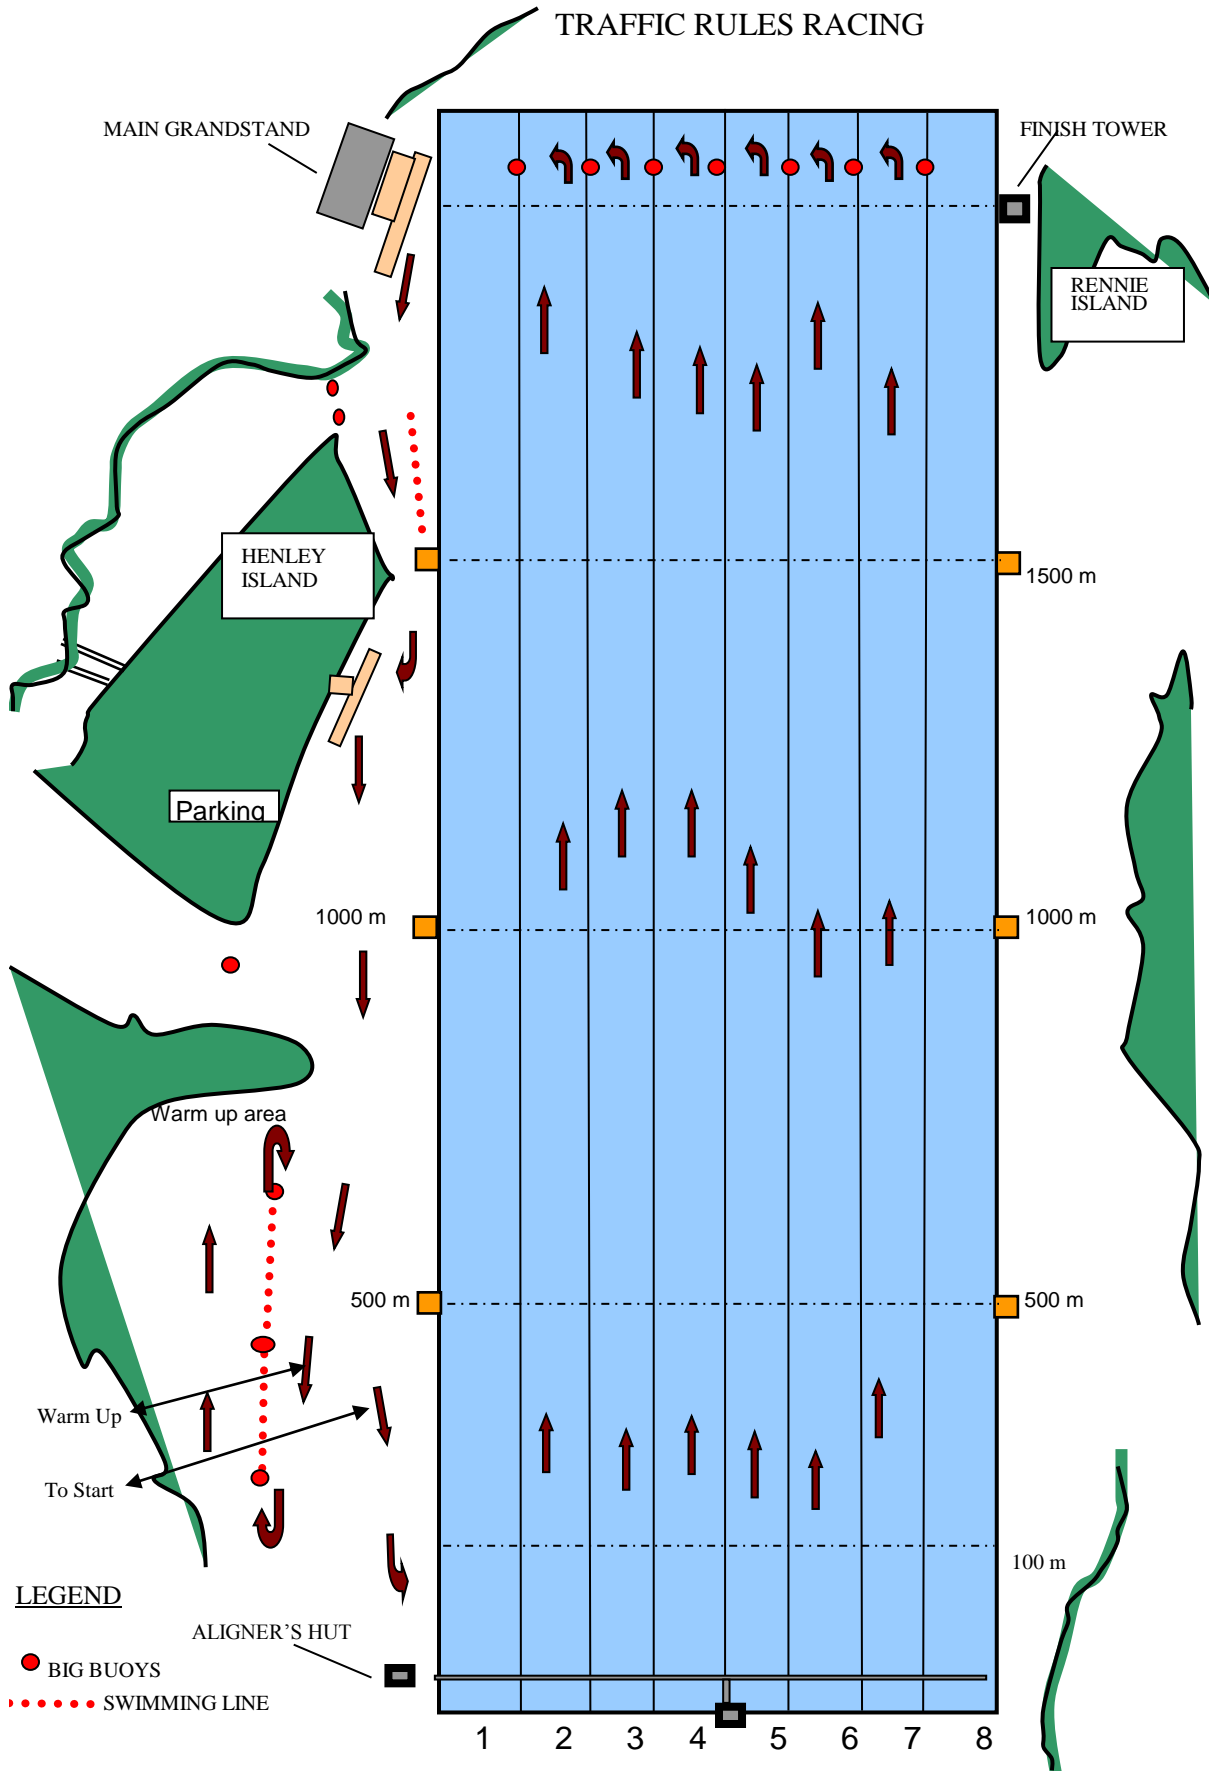 TRAFFIC RULES RACING
MAIN GRANDSTAND
FINISH TOWER
RENNIE
ISLAND
HENLEY
ISLAND
1500 m
Parking
1000 m
1000 m
Warm up area
500 m
500 m
Warm Up
To Start
100 m
LEGEND
ALIGNER'S HUT
BIG BUOYS
SWIMMING LINE
1 2 3 4 5 6 7 8